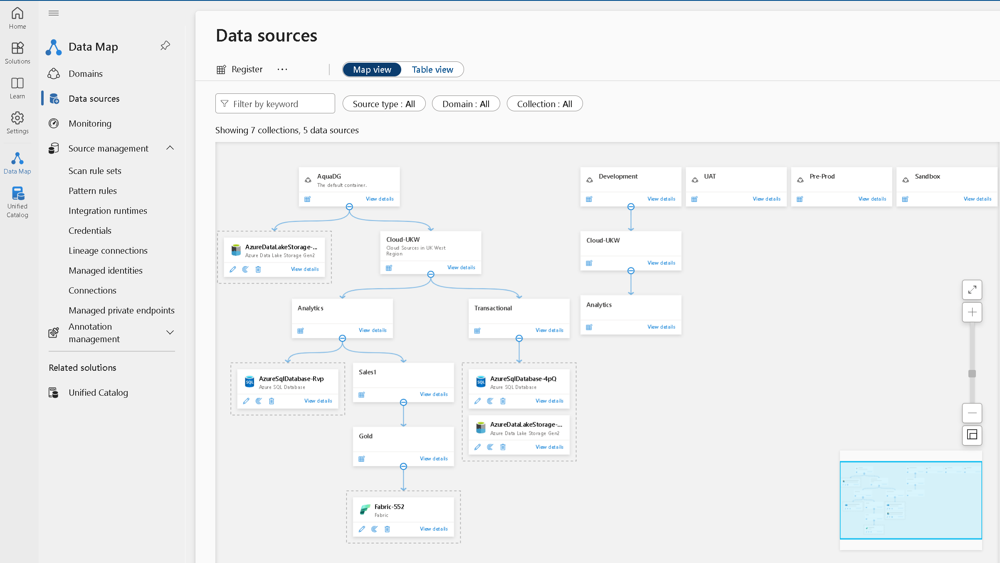 Home
Solutions
Learn
Settings
Data Map
Unified
Catalog
Data Map
Domains
Data sources
Monitoring
Source management
Scan rule sets
Pattern rules
Integration runtimes
Credentials
Lineage connections
Managed identities
Connections
Managed private endpoints
Annotation
management
Related solutions
Unified Catalog
Data sources
Register
Map view
Table view
Filter by keyword
Source type : All
Domain : All
Collection : All
Showing 7 collections, 5 data sources
AquaDG
The default container.
View details
Development
View details
UAT
View details
Pre-Prod
View details
Sandbox
View details
AzureDataLakeStorage-...
Azure Data Lake Storage Gen2
View details
Cloud-UKW
Cloud Sources in UK West
Region
View details
Cloud-UKW
View details
Analytics
View details
Transactional
View details
Analytics
View details
SQL
AzureSqlDatabase-Rvp
Azure SQL Database
View details
Sales1
View details
SQL
AzureSqlDatabase-4pQ
Azure SQL Database
View details
AzureDataLakeStorage-...
Azure Data Lake Storage Gen2
View details
Gold
View details
Fabric-552
Fabric
View details